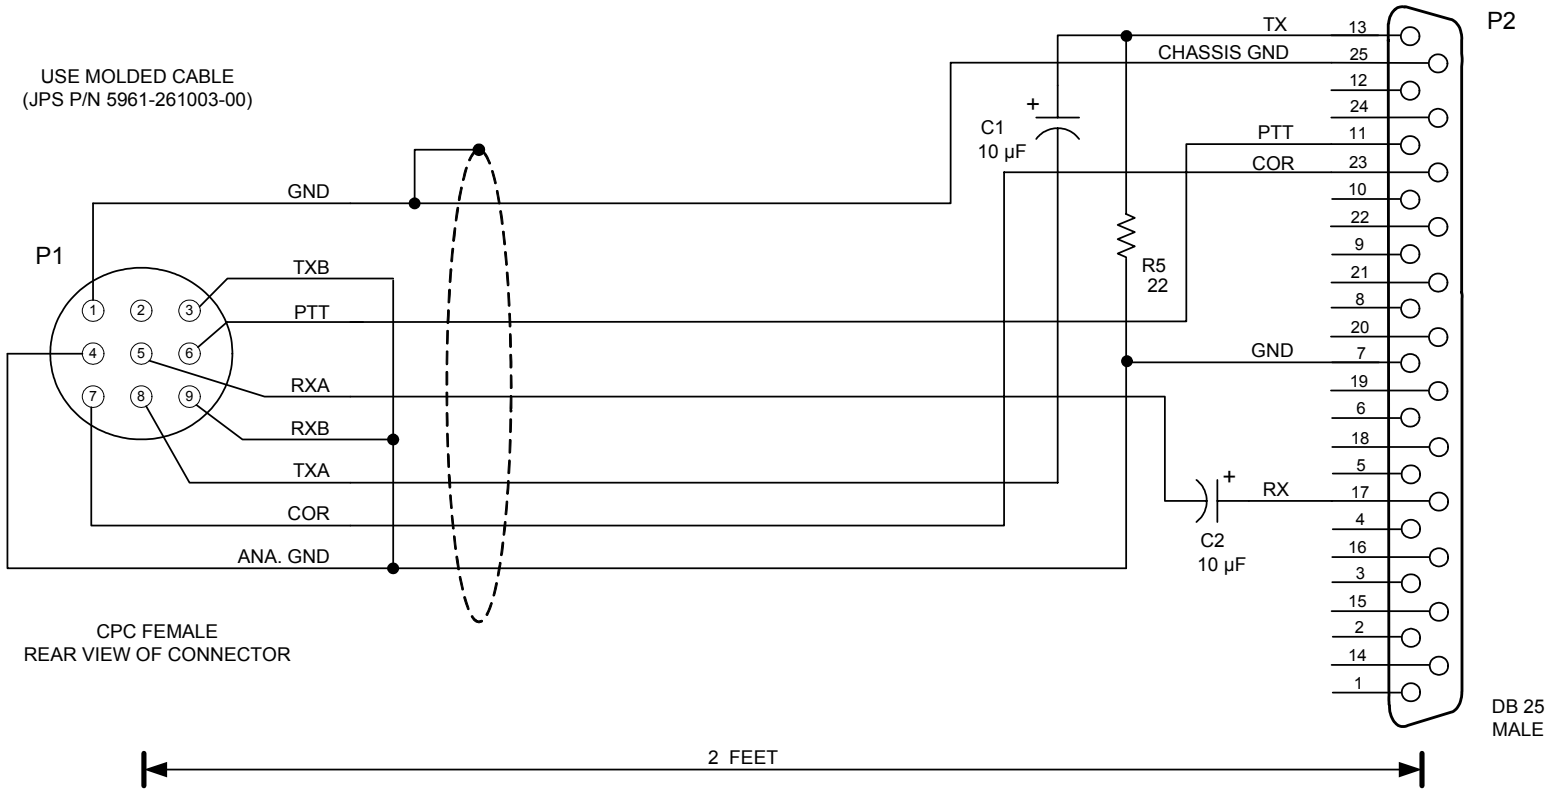 USE MOLDED CABLE
(JPS P/N 5961-261003-00)
P1
1
2
3
4
5
6
7
8
9
GND
TXB
PTT
RXA
RXB
TXA
COR
ANA. GND
CPC FEMALE
REAR VIEW OF CONNECTOR
+
C1
10 µF
R5
22
+
C2
10 µF
TX
CHASSIS GND
PTT
COR
GND
RX
P2
13
25
12
24
11
23
10
22
9
21
8
20
7
19
6
18
5
17
4
16
3
15
2
14
1
DB 25
MALE
2 FEET